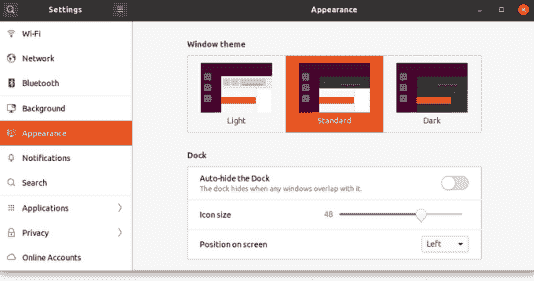 Settings
Appearance
Wi-Fi
Network
Bluetooth
Background
Appearance
Notifications
Search
Applications
Privacy
Online Accounts
Window theme
Light
Standard
Dark
Dock
Auto-hide the Dock
The dock hides when any windows overlap with it.
Icon size
48
Position on screen
Left